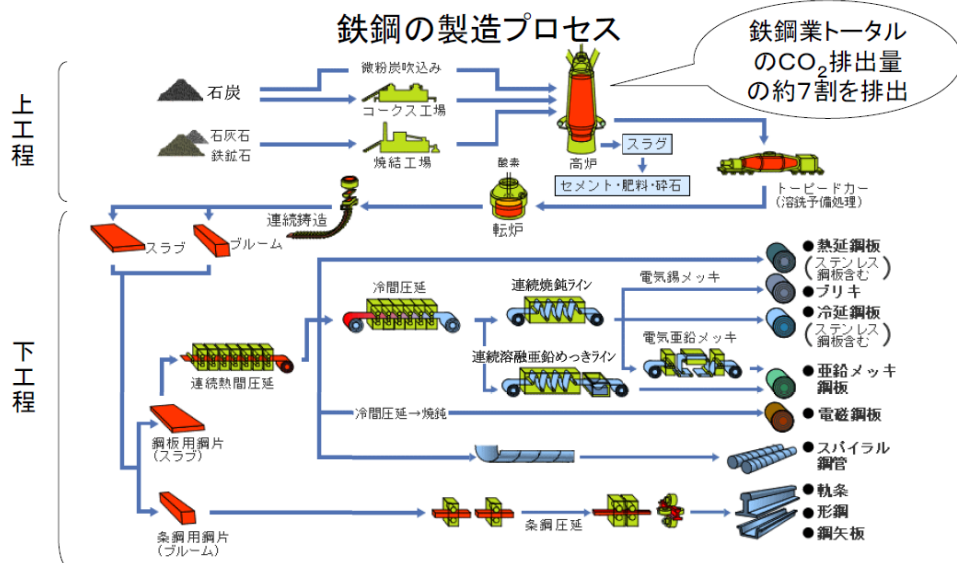 鉄鋼の製造プロセス
鉄鋼業トータル
のCO₂排出量
の約7割を排出
上工程
石炭
微粉炭吹込み
コークス工場
石灰石
鉄鉱石
焼結工場
高炉
スラグ
セメント・肥料・砕石
トーピードカー
(溶銑予備処理)
酸素
転炉
連続鋳造
スラブ
ブルーム
下工程
連続熱間圧延
冷間圧延
連続焼鈍ライン
連続溶融亜鉛めっきライン
電気錫メッキ
電気亜鉛メッキ
冷間圧延→焼鈍
鋼板用鋼片
(スラブ)
条鋼用鋼片
(ブルーム)
条鋼圧延
●熱延鋼板
(ステンレス
鋼板含む)
●ブリキ
●冷延鋼板
(ステンレス
鋼板含む)
●亜鉛メッキ
鋼板
●電磁鋼板
●スパイラル
鋼管
●軌条
●形鋼
●鋼矢板